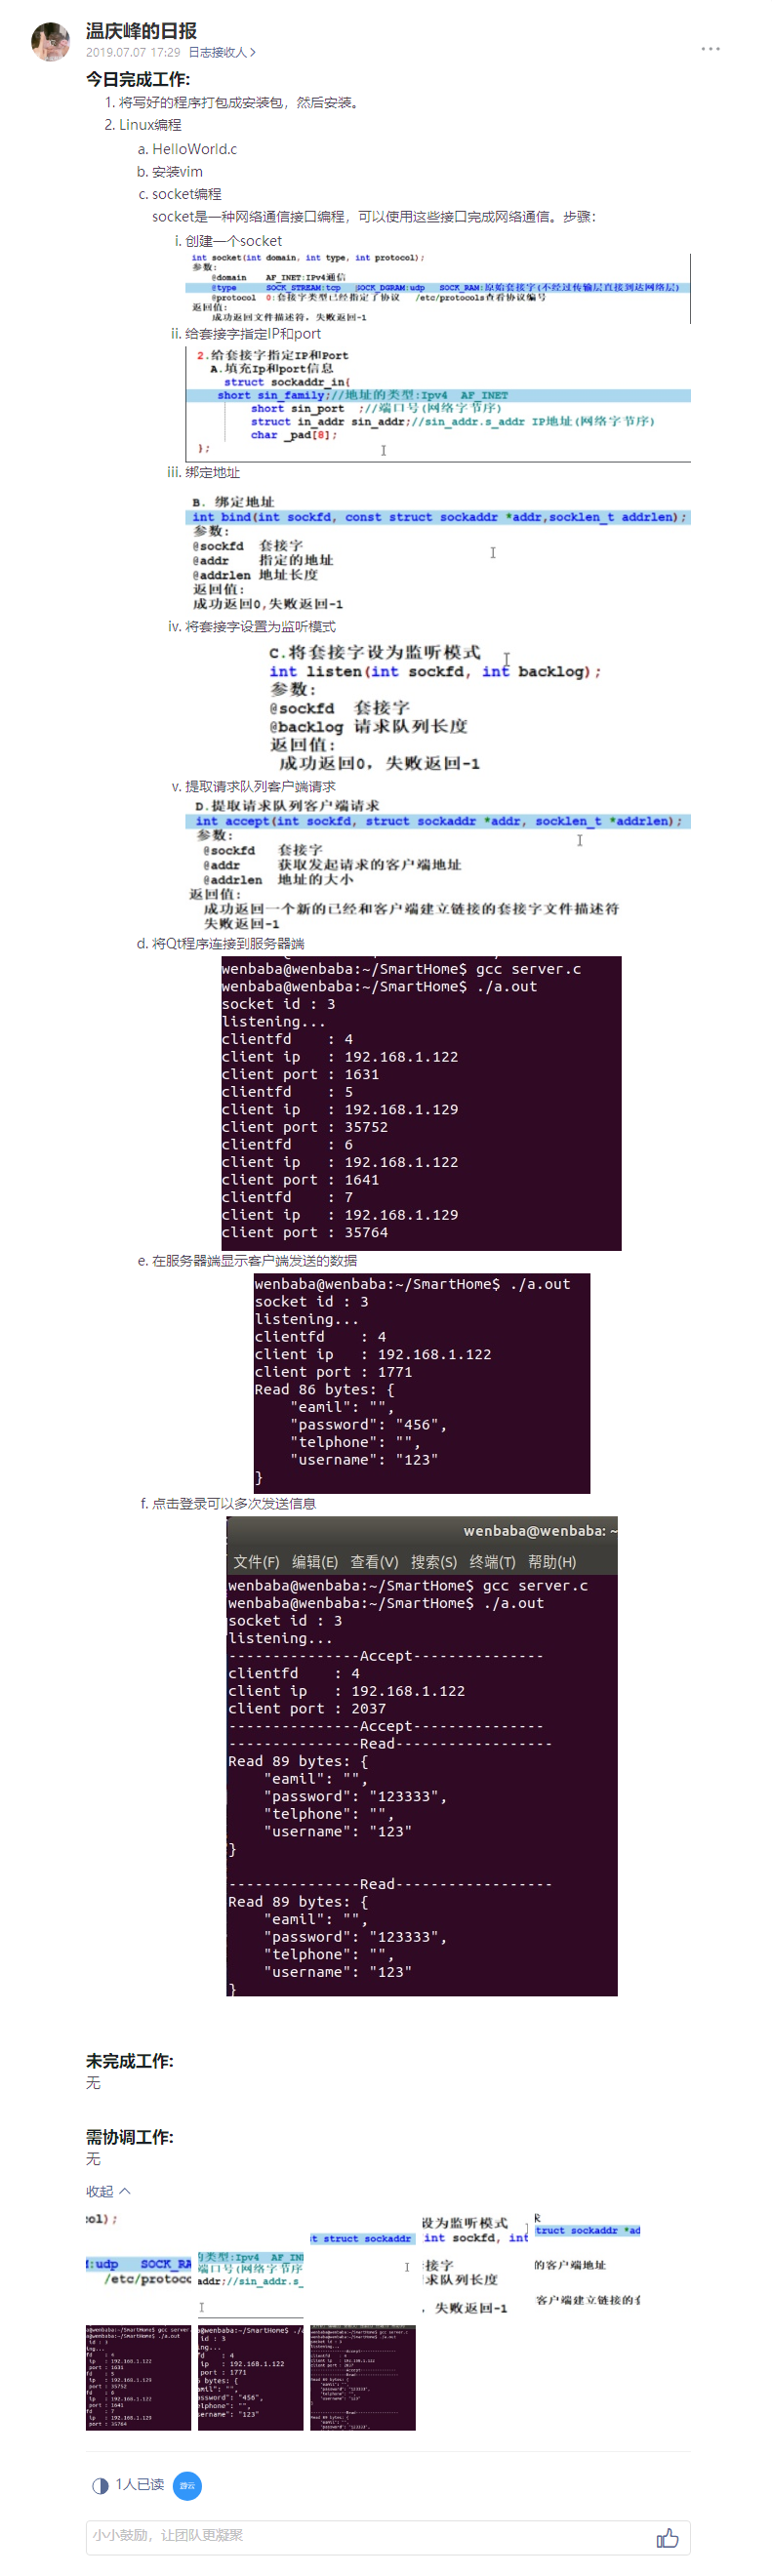 温庆峰的日报
2019.07.07 17:29 日志接收人 >
今日完成工作:
1. 将写好的程序打包成安装包，然后安装。
2. Linux编程
a. HelloWorld.c
b. 安装vim
c. socket编程
socket是一种网络通信接口编程，可以使用这些接口完成网络通信。步骤：
i. 创建一个socket
int socket(int domain, int type, int protocol);
参数:
@domain AF_INET:IPv4通信
@type SOCK_STREAM:tcp SOCK_DGRAM:udp SOCK_RAM:原始套接字(不经过传输层直接到达网络层)
@protocol 0:套接字类型已经指定了协议 /etc/protocols查看协议编号
返回值:
成功返回文件描述符，失败返回-1
ii. 给套接字指定IP和port
2.给套接字指定IP和Port
A.填充Ip和port信息
struct sockaddr_in{
short sin_family;//地址的类型:Ipv4 AF_INET
short sin_port ;//端口号(网络字节序)
struct in_addr sin_addr;//sin_addr.s_addr IP地址(网络字节序)
char _pad[8];
};
iii. 绑定地址
B. 绑定地址
int bind(int sockfd, const struct sockaddr *addr,socklen_t addrlen);
参数:
@sockfd 套接字
@addr 指定的地址
@addrlen 地址长度
返回值:
成功返回0,失败返回-1
iv. 将套接字设置为监听模式
C.将套接字设为监听模式
int listen(int sockfd, int backlog);
参数:
@sockfd 套接字
@backlog 请求队列长度
返回值:
成功返回0，失败返回-1
v. 提取请求队列客户端请求
D.提取请求队列客户端请求
int accept(int sockfd, struct sockaddr *addr, socklen_t *addrlen);
参数:
@sockfd 套接字
@addr 获取发起请求的客户端地址
@addrlen 地址的大小
返回值:
成功返回一个新的已经和客户端建立链接的套接字文件描述符
失败返回-1
d. 将Qt程序连接到服务器端
wenbaba@wenbaba:~/SmartHome$ gcc server.c
wenbaba@wenbaba:~/SmartHome$ ./a.out
socket id : 3
listening...
clientfd : 4
client ip : 192.168.1.122
client port : 1631
clientfd : 5
client ip : 192.168.1.129
client port : 35752
clientfd : 6
client ip : 192.168.1.122
client port : 1641
clientfd : 7
client ip : 192.168.1.129
client port : 35764
e. 在服务器端显示客户端发送的数据
wenbaba@wenbaba:~/SmartHome$ ./a.out
socket id : 3
listening...
clientfd : 4
client ip : 192.168.1.122
client port : 1771
Read 86 bytes: {
"eamil": "",
"password": "456",
"telphone": "",
"username": "123"
}
f. 点击登录可以多次发送信息
wenbaba@wenbaba: ~
文件(F) 编辑(E) 查看(V) 搜索(S) 终端(T) 帮助(H)
wenbaba@wenbaba:~/SmartHome$ gcc server.c
wenbaba@wenbaba:~/SmartHome$ ./a.out
socket id : 3
listening...
---------------Accept---------------
clientfd : 4
client ip : 192.168.1.122
client port : 2037
---------------Accept---------------
---------------Read------------------
Read 89 bytes: {
"eamil": "",
"password": "123333",
"telphone": "",
"username": "123"
}
---------------Read------------------
Read 89 bytes: {
"eamil": "",
"password": "123333",
"telphone": "",
"username": "123"
}
未完成工作:
无
需协调工作:
无
收起
1人已读
小小鼓励，让团队更凝聚